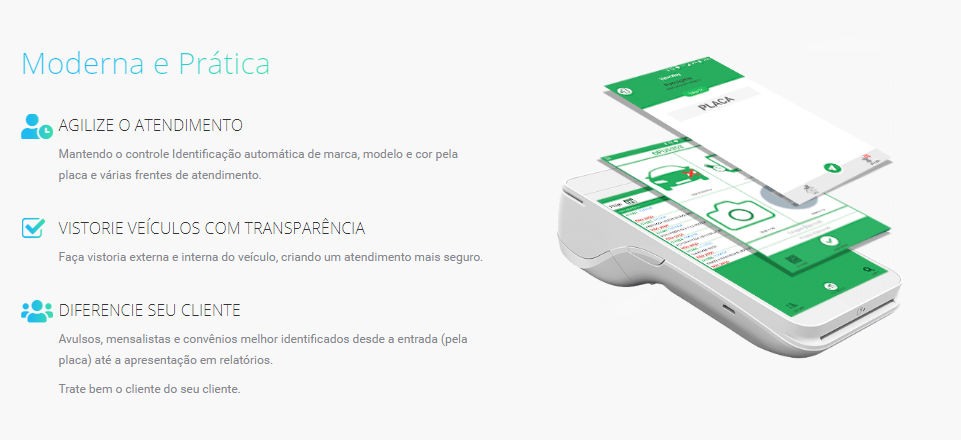 Moderna e Prática
AGILIZE O ATENDIMENTO
Mantendo o controle Identificação automática de marca, modelo e cor pela
placa e várias frentes de atendimento.
VISTORIE VEÍCULOS COM TRANSPARÊNCIA
Faça vistoria externa e interna do veículo, criando um atendimento mais seguro.
DIFERENCIE SEU CLIENTE
Avulsos, mensalistas e convênios melhor identificados desde a entrada (pela
placa) até a apresentação em relatórios.
Trate bem o cliente do seu cliente.
PLACA